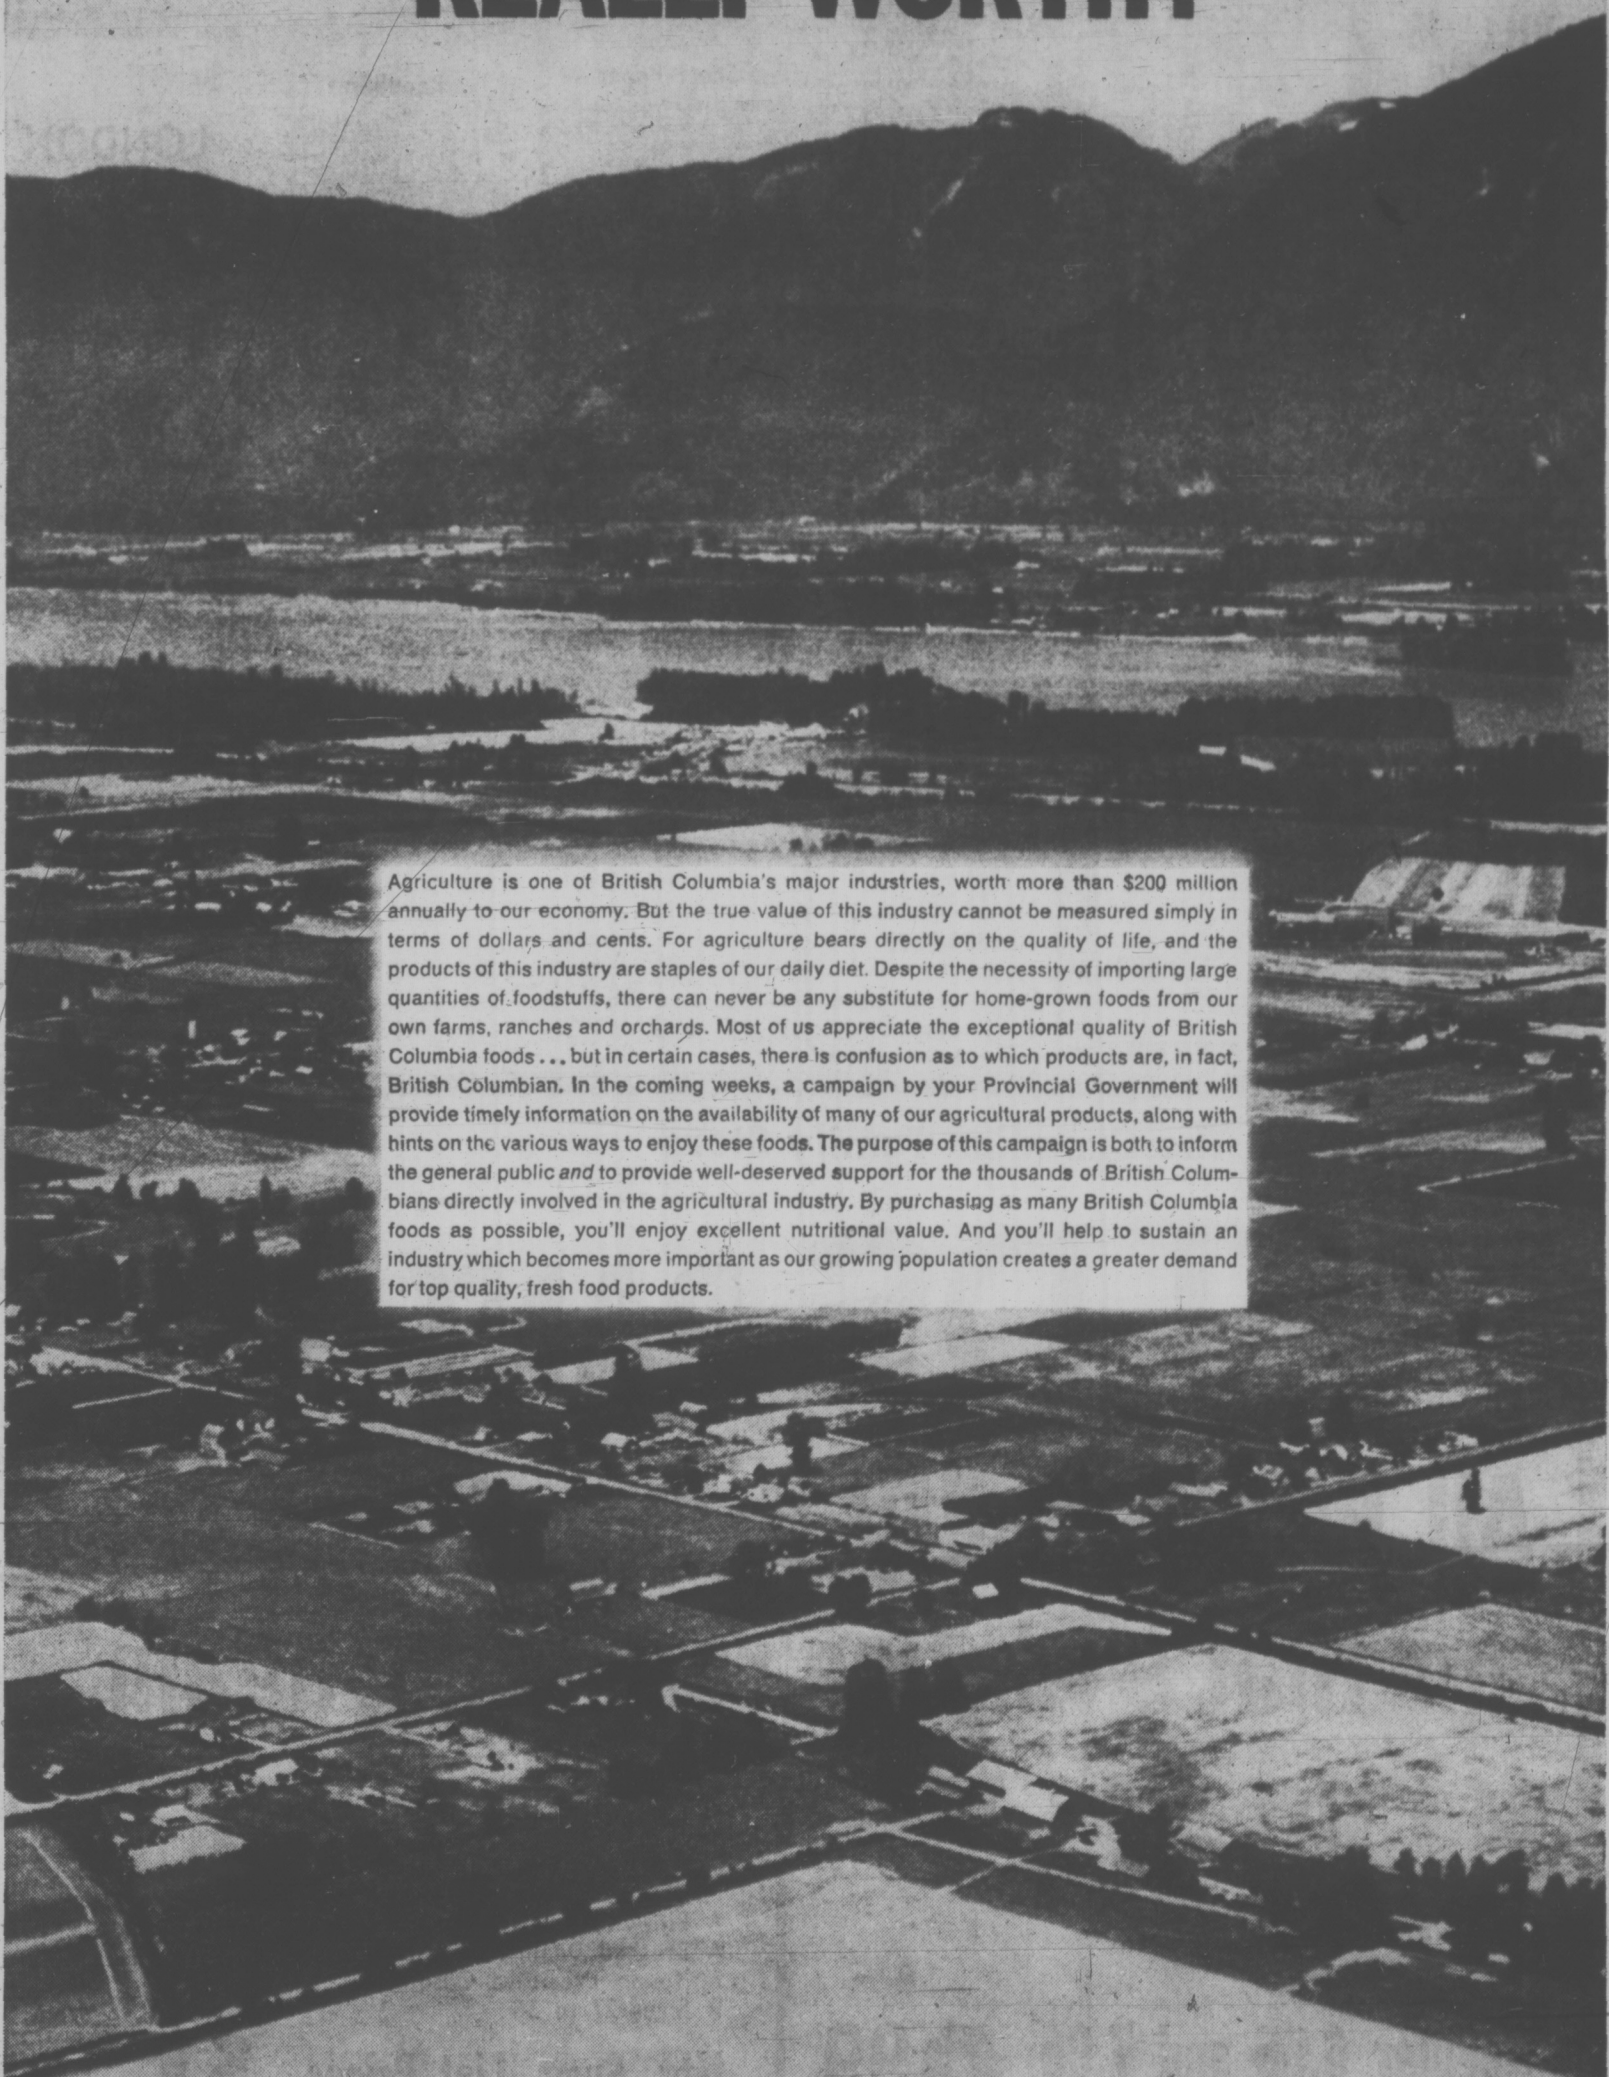 REALLY WORTH?
Agriculture is one of British Columbia's major industries, worth more than $200 million
annually to our economy. But the true value of this industry cannot be measured simply in
terms of dollars and cents. For agriculture bears directly on the quality of life, and the
products of this industry are staples of our daily diet. Despite the necessity of importing large
quantities of foodstuffs, there can never be any substitute for home-grown foods from our
own farms, ranches and orchards. Most of us appreciate the exceptional quality of British
Columbia foods... but in certain cases, there is confusion as to which products are, in fact,
British Columbian. In the coming weeks, a campaign by your Provincial Government will
provide timely information on the availability of many of our agricultural products, along with
hints on the various ways to enjoy these foods. The purpose of this campaign is both to inform
the general public and to provide well-deserved support for the thousands of British Colum-
bians directly involved in the agricultural industry. By purchasing as many British Columbia
foods as possible, you'll enjoy excellent nutritional value. And you'll help to sustain an
industry which becomes more important as our growing population creates a greater demand
for top quality, fresh food products.